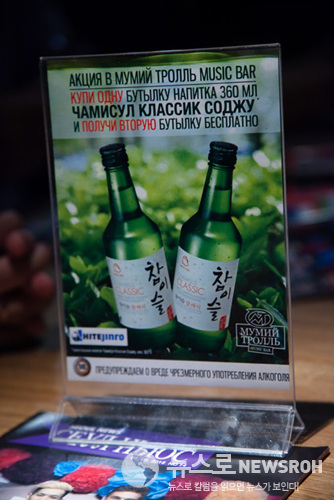 АКЦИЯ В МУМИЙ ТРОЛЛЬ MUSIC BAR
КУПИ ОДНУ БУТЫЛКУ НАПИТКА 360 МЛ
ЧАМИСУЛ КЛАССИК СОДЖУ
И ПОЛУЧИ ВТОРУЮ БУТЫЛКУ БЕСПЛАТНО
CLASSIC
참이슬
CLASSIC
참이슬
HITEJINRO
МУМИЙ
ТРОЛЛЬ
MUSIC BAR
ПРЕДУПРЕЖДАЕМ О ВРЕДЕ ЧРЕЗМЕРНОГО УПОТРЕБЛЕНИЯ АЛКОГОЛЯ
뉴스로 NEWSROH
뉴스로 칼럼을 읽으면 뉴스가 보인다!